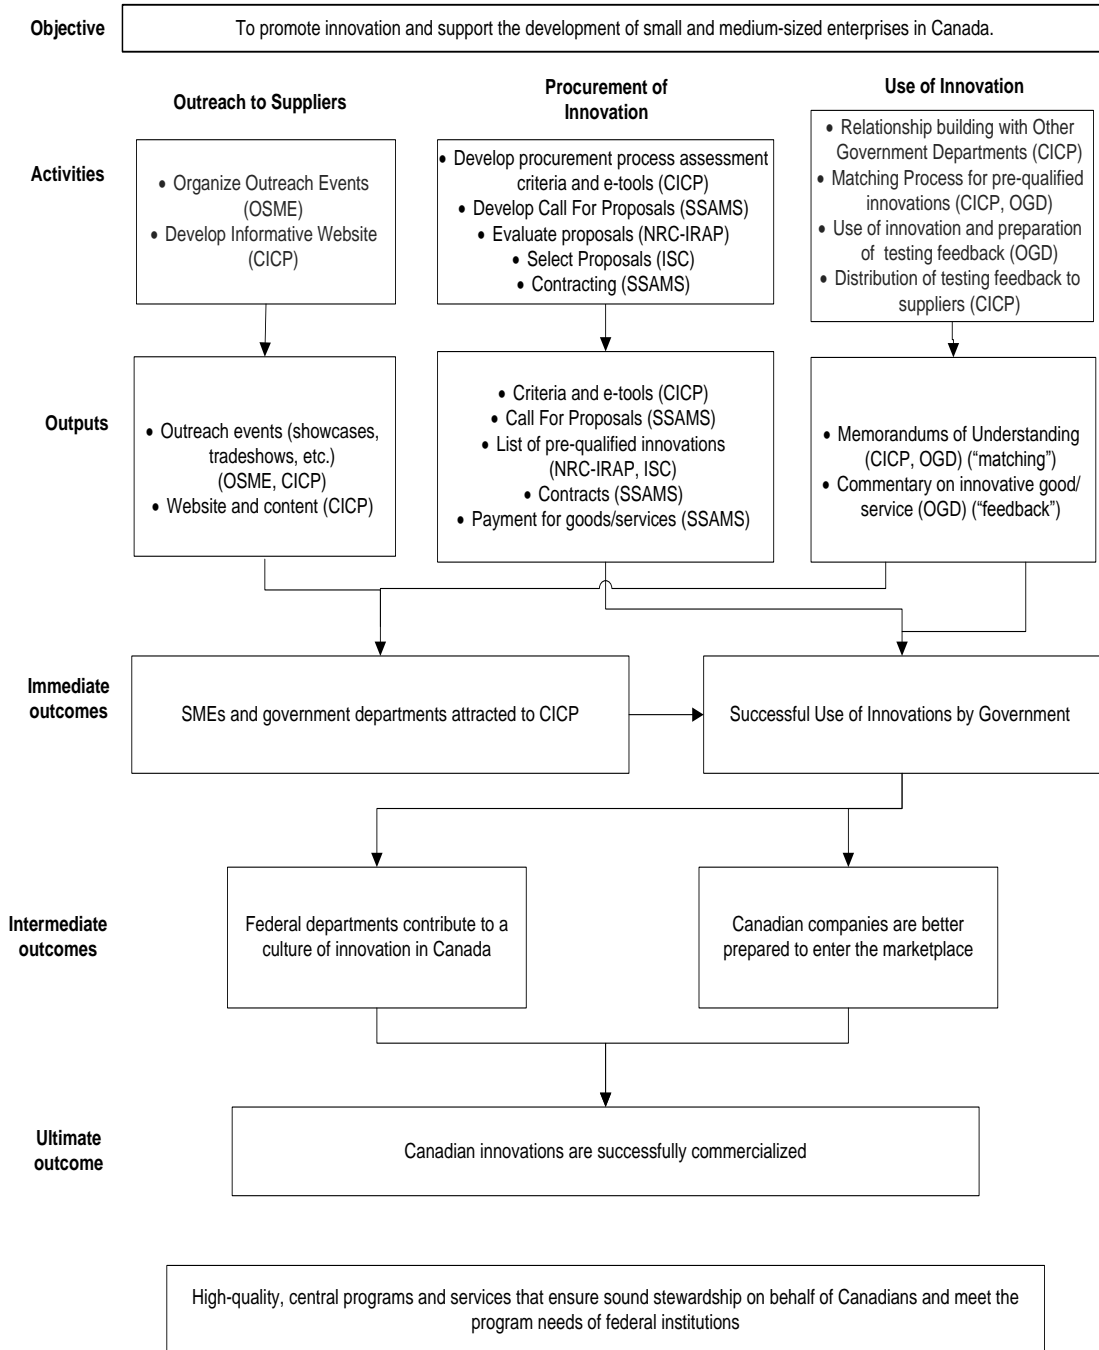 Objective
To promote innovation and support the development of small and medium-sized enterprises in Canada.
Outreach to Suppliers
Procurement of
Innovation
Use of Innovation
Activities
• Organize Outreach Events
(OSME)
• Develop Informative Website
(CICP)
• Develop procurement process assessment
criteria and e-tools (CICP)
• Develop Call For Proposals (SSAMS)
• Evaluate proposals (NRC-IRAP)
• Select Proposals (ISC)
• Contracting (SSAMS)
• Relationship building with Other
Government Departments (CICP)
• Matching Process for pre-qualified
innovations (CICP, OGD)
• Use of innovation and preparation
of testing feedback (OGD)
• Distribution of testing feedback to
suppliers (CICP)
Outputs
• Outreach events (showcases,
tradeshows, etc.)
(OSME, CICP)
• Website and content (CICP)
• Criteria and e-tools (CICP)
• Call For Proposals (SSAMS)
• List of pre-qualified innovations
(NRC-IRAP, ISC)
• Contracts (SSAMS)
• Payment for goods/services (SSAMS)
• Memorandums of Understanding
(CICP, OGD) (“matching”)
• Commentary on innovative good/
service (OGD) (“feedback”)
Immediate
outcomes
SMEs and government departments attracted to CICP
Successful Use of Innovations by Government
Intermediate
outcomes
Federal departments contribute to a
culture of innovation in Canada
Canadian companies are better
prepared to enter the marketplace
Ultimate
outcome
Canadian innovations are successfully commercialized
High-quality, central programs and services that ensure sound stewardship on behalf of Canadians and meet the
program needs of federal institutions